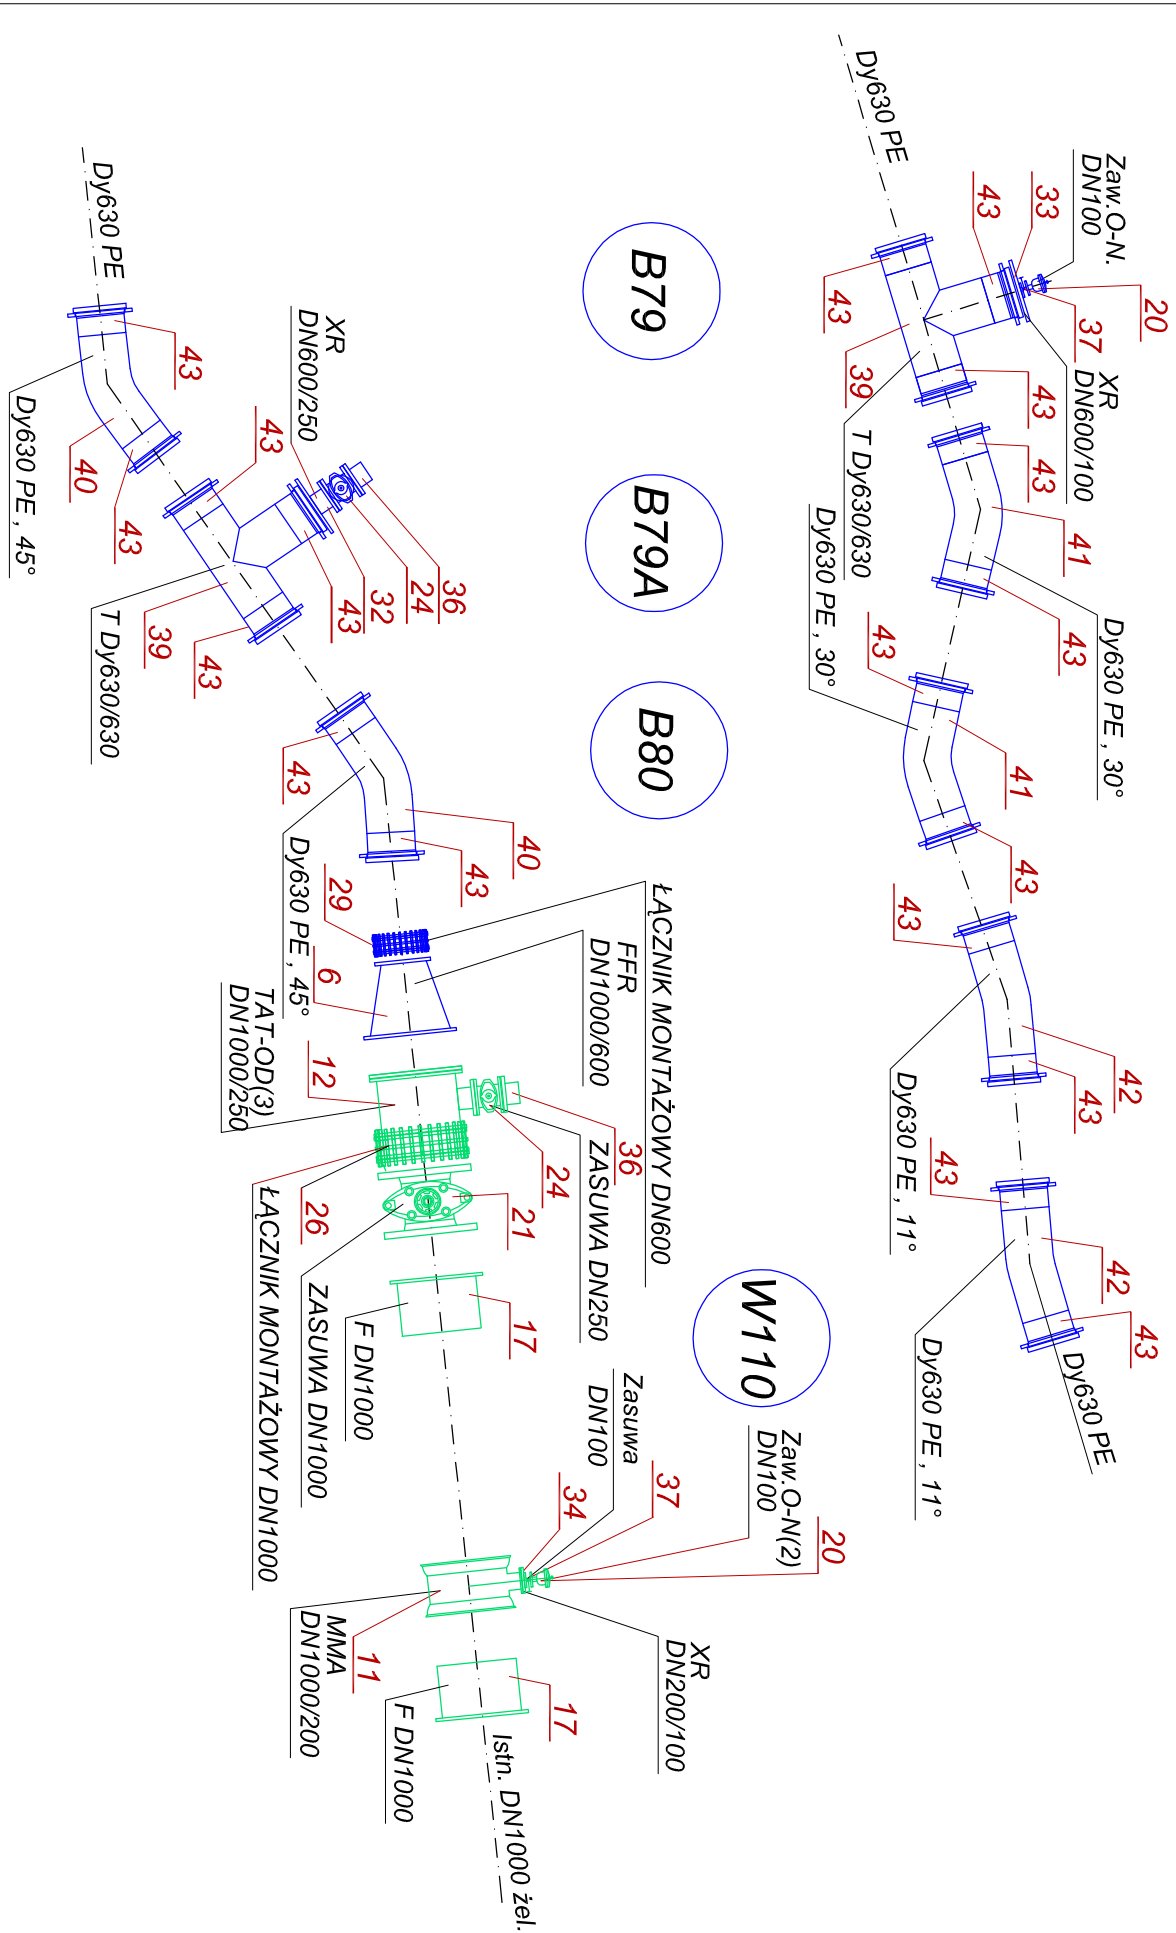 Dy630 PE
Zaw.O-N.
DN100
33
43
20
37
XR
DN600/100
43
39
43
T Dy630/630
43
41
Dy630 PE , 30°
43
Dy630 PE , 30°
43
41
43
43
Dy630 PE , 11°
42
43
43
42
43
Dy630 PE , 11°
Dy630 PE
B79
B79A
B80
W110
Dy630 PE
43
40
43
Dy630 PE , 45°
XR
DN600/250
43
36
24
32
43
39
43
T Dy630/630
43
40
43
Dy630 PE , 45°
29
6
ŁĄCZNIK MONTAŻOWY DN600
FFR
DN1000/600
TAT-OD(3)
DN1000/250
12
36
24
ZASUWA DN250
21
26
ŁĄCZNIK MONTAŻOWY DN1000
ZASUWA DN1000
17
F DN1000
Zasuwa
DN100
34
37
Zaw.O-N(2)
DN100
20
XR
DN200/100
11
MMA
DN1000/200
17
F DN1000
Istn. DN1000 żel.